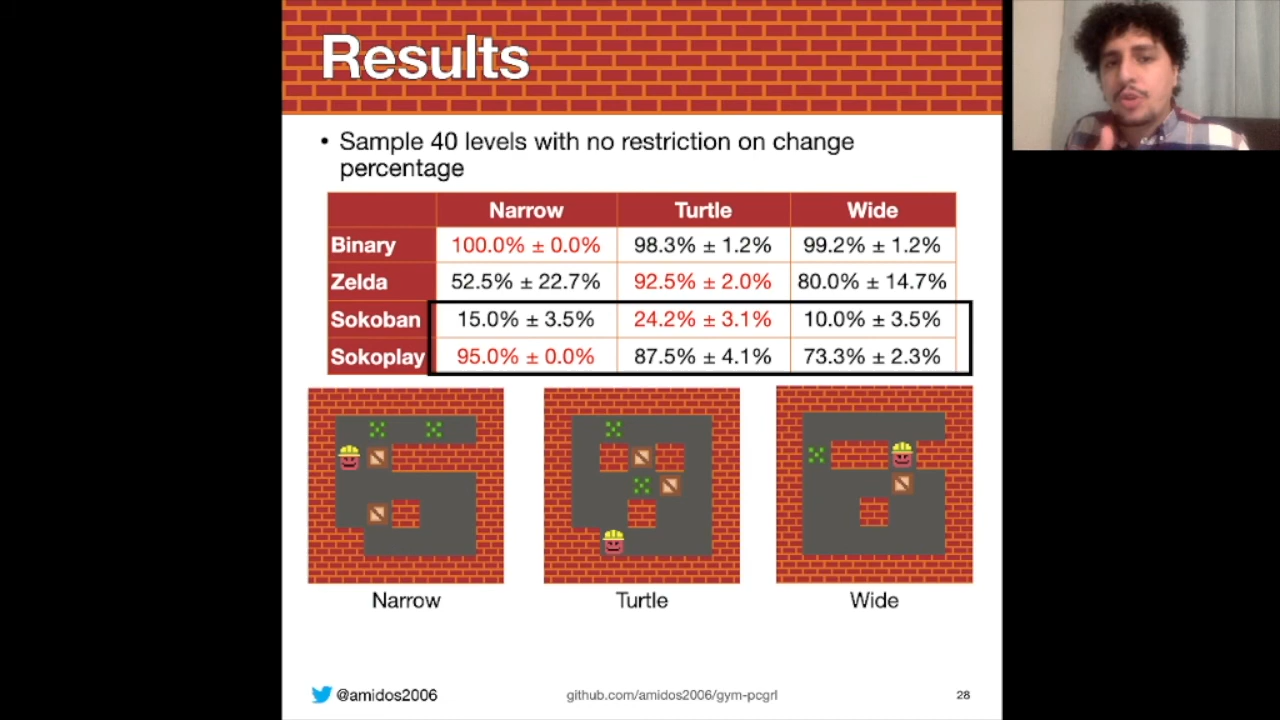 Results
• Sample 40 levels with no restriction on change
percentage
Narrow Turtle Wide
Binary 100.0% ± 0.0% 98.3% ± 1.2% 99.2% ± 1.2%
Zelda 52.5% ± 22.7% 92.5% ± 2.0% 80.0% ± 14.7%
Sokoban 15.0% ± 3.5% 24.2% ± 3.1% 10.0% ± 3.5%
Sokoplay 95.0% ± 0.0% 87.5% ± 4.1% 73.3% ± 2.3%
Narrow Turtle Wide
@amidos2006 github.com/amidos2006/gym-pcgrl 28